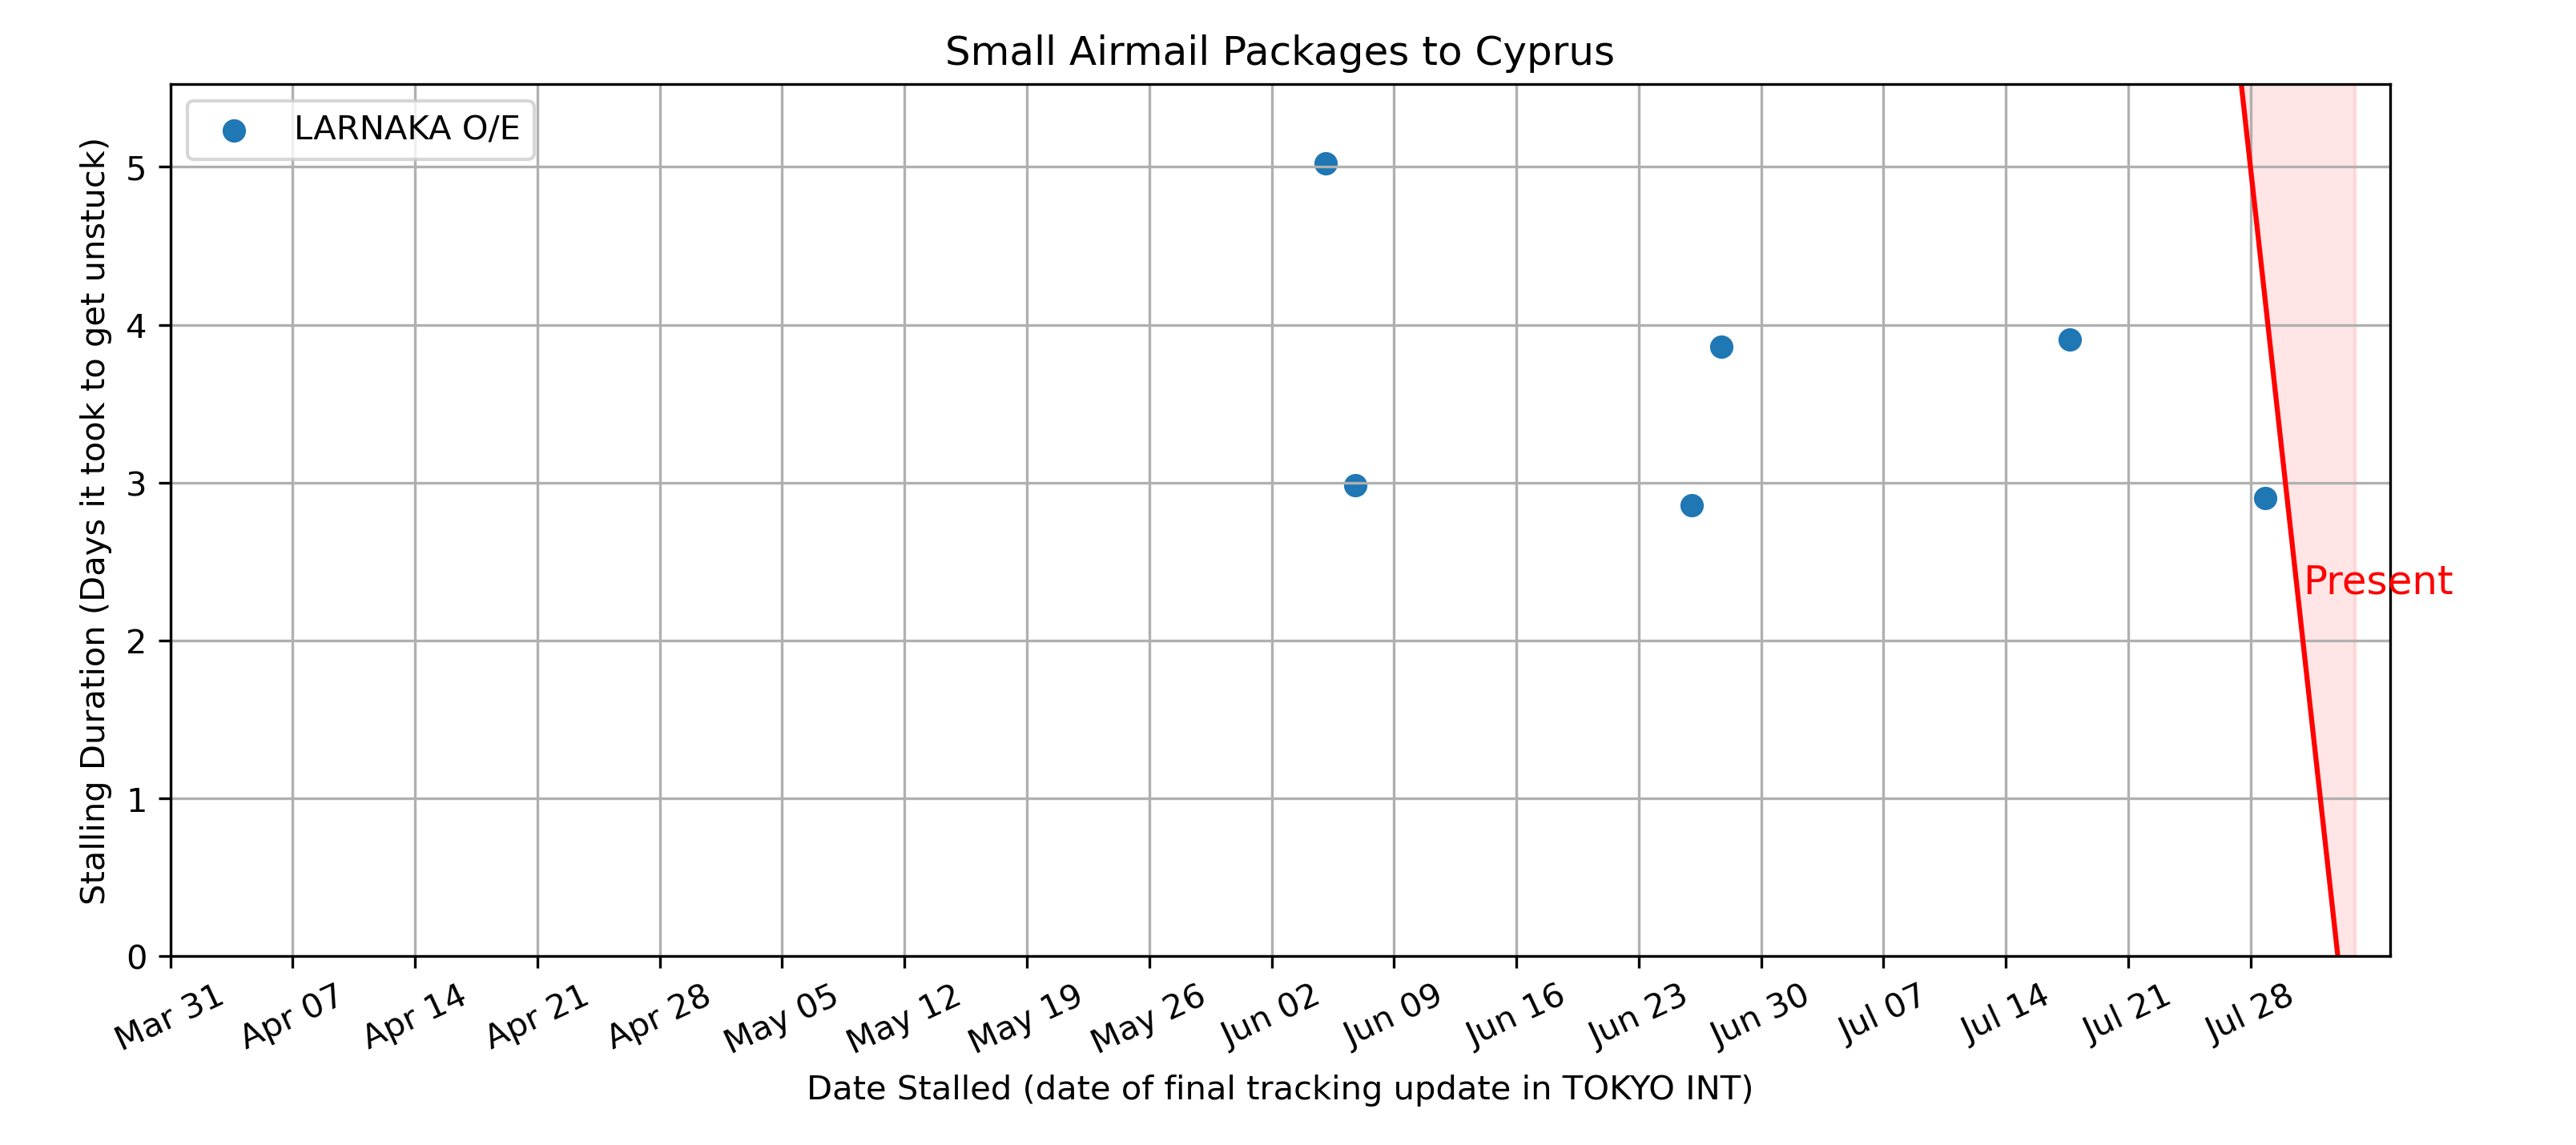 Small Airmail Packages to Cyprus
LARNAKA O/E
Stalling Duration (Days it took to get unstuck)
5
4
3
2
1
0
Present
Mar 31
Apr 07
Apr 14
Apr 21
Apr 28
May 05
May 12
May 19
May 26
Jun 02
Jun 09
Jun 16
Jun 23
Jun 30
Jul 07
Jul 14
Jul 21
Jul 28
Date Stalled (date of final tracking update in TOKYO INT)